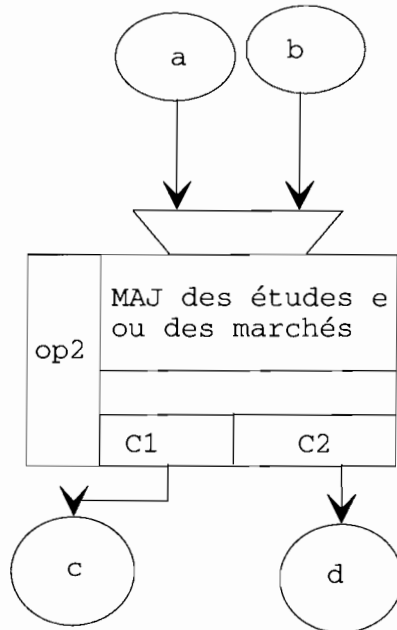 a
b
MAJ des études e
ou des marchés
op2
C1
C2
c
d